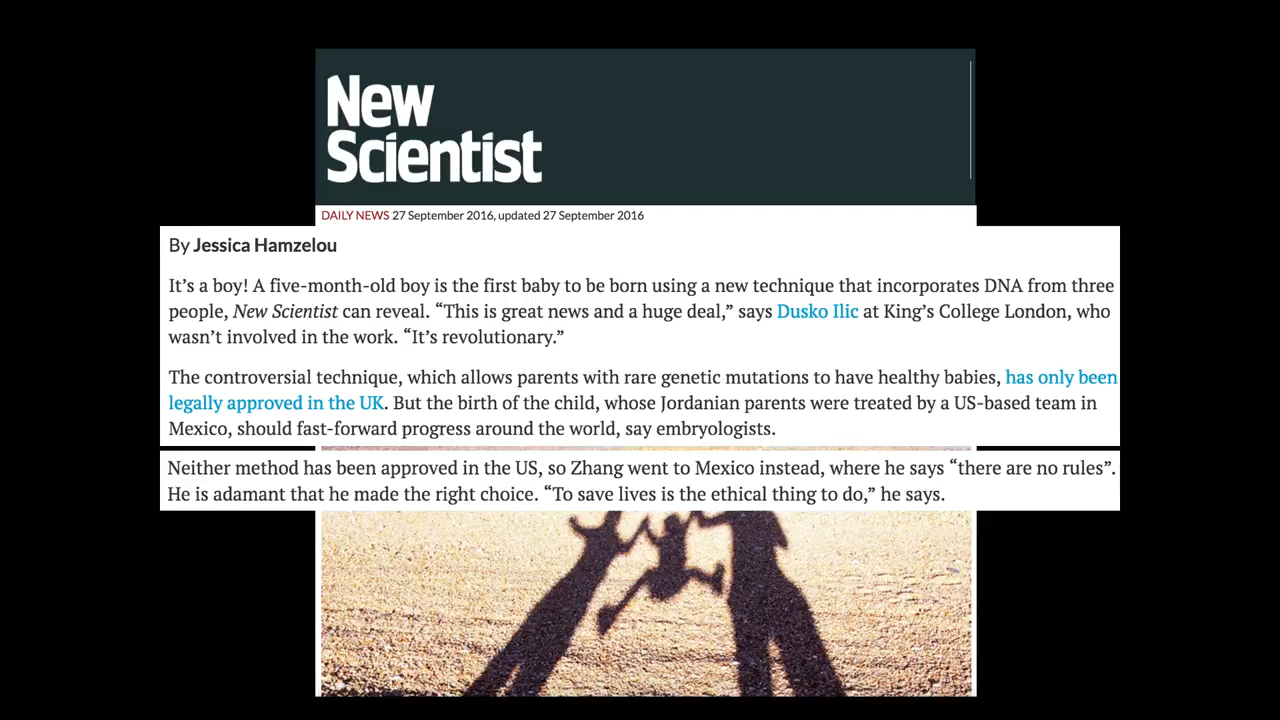 New
Scientist
DAILY NEWS 27 September 2016, updated 27 September 2016
By Jessica Hamzelou
It’s a boy! A five-month-old boy is the first baby to be born using a new technique that incorporates DNA from three
people, New Scientist can reveal. “This is great news and a huge deal,” says Dusko Ilic at King’s College London, who
wasn’t involved in the work. “It’s revolutionary.”
The controversial technique, which allows parents with rare genetic mutations to have healthy babies, has only been
legally approved in the UK. But the birth of the child, whose Jordanian parents were treated by a US-based team in
Mexico, should fast-forward progress around the world, say embryologists.
Neither method has been approved in the US, so Zhang went to Mexico instead, where he says “there are no rules”.
He is adamant that he made the right choice. “To save lives is the ethical thing to do,” he says.